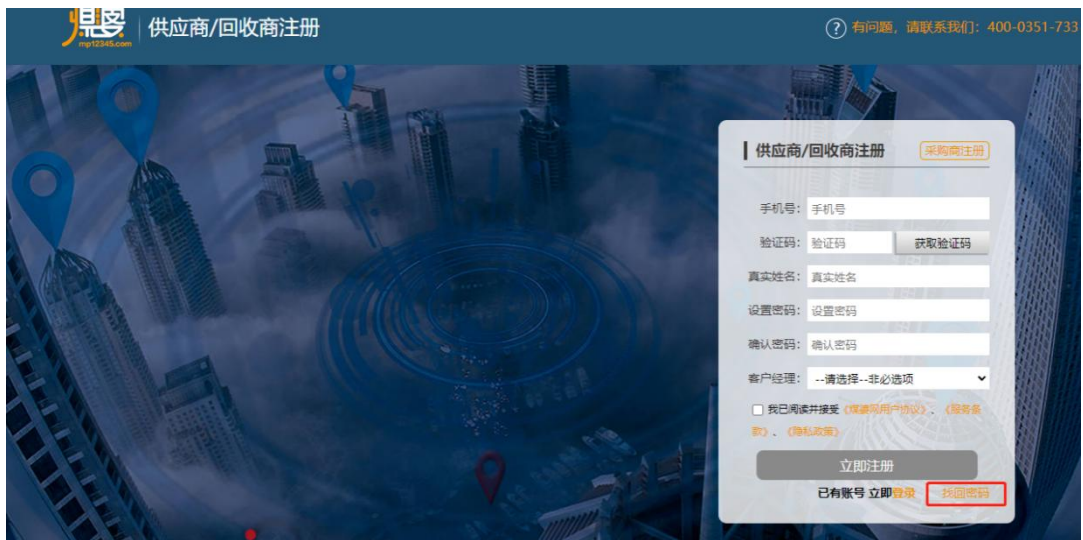 mp12345.com
供应商/回收商注册
? 有问题，请联系我们：400-0351-733
供应商/回收商注册 采购商注册
手机号： 手机号
验证码： 验证码 获取验证码
真实姓名： 真实姓名
设置密码： 设置密码
确认密码： 确认密码
客户经理： --请选择--非必选项
我已阅读并接受《煤婆网用户协议》、《服务条
款》、《隐私政策》
立即注册
已有账号 立即登录 找回密码